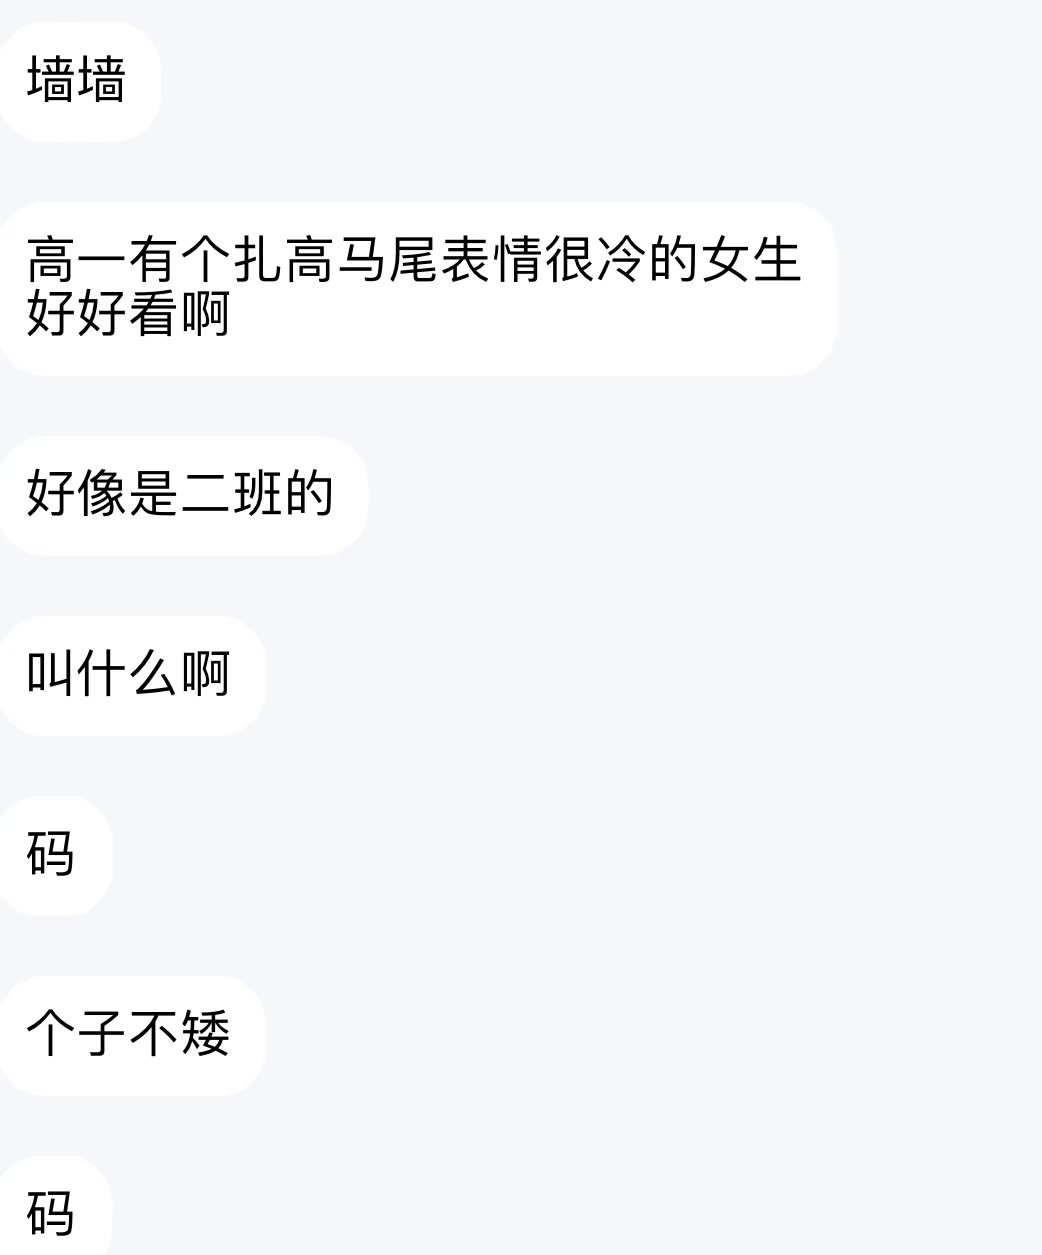 墙墙
高一有个扎高马尾表情很冷的女生
好好看啊
好像是二班的
叫什么啊
码
个子不矮
码